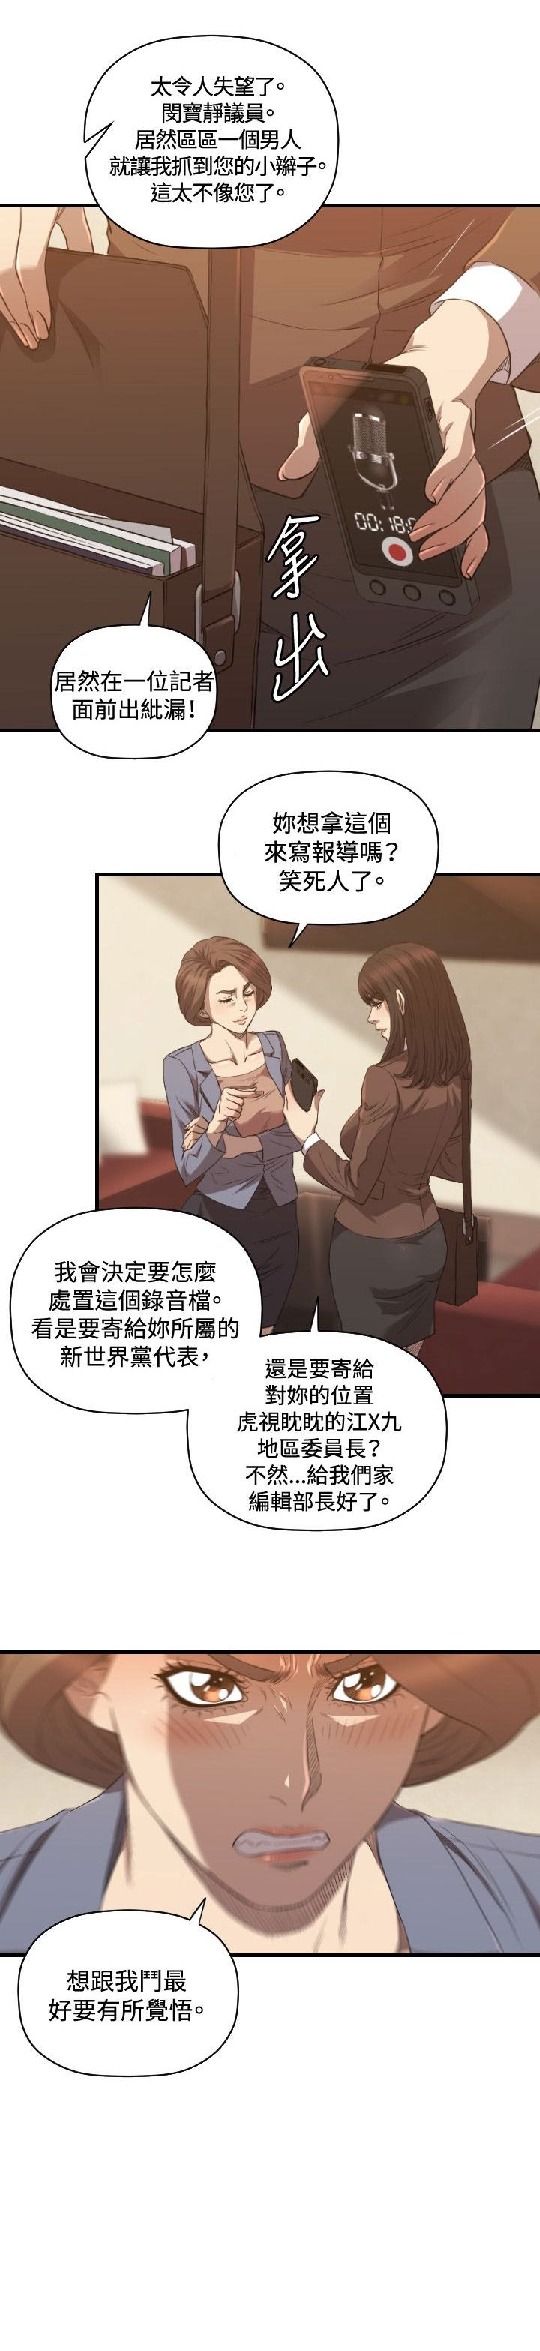 太令人失望了。
閔寶靜議員。
居然區區一個男人
就讓我抓到您的小辮子。
這太不像您了。
00:18:
拿出
居然在一位記者
面前出紕漏！
妳想拿這個
來寫報導嗎？
笑死人了。
我會決定要怎麼
處置這個錄音檔。
看是要寄給妳所屬的
新世界黨代表，
還是要寄給
對妳的位置
虎視眈眈的江X九
地區委員長？
不然…給我們家
編輯部長好了。
想跟我鬥最
好要有所覺悟。